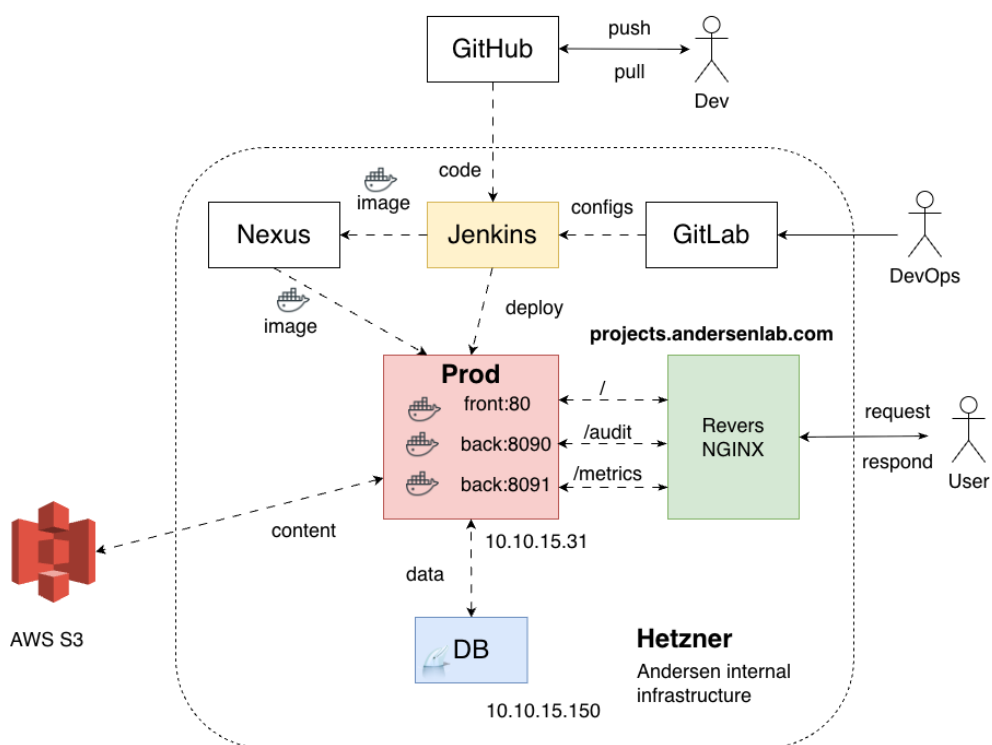 GitHub
push
pull
Dev
code
image
Nexus
Jenkins
configs
GitLab
DevOps
image
deploy
projects.andersenlab.com
Prod
front:80
back:8090
back:8091
/
/audit
/metrics
Revers
NGINX
request
respond
User
content
AWS S3
10.10.15.31
data
DB
10.10.15.150
Hetzner
Andersen internal
infrastructure